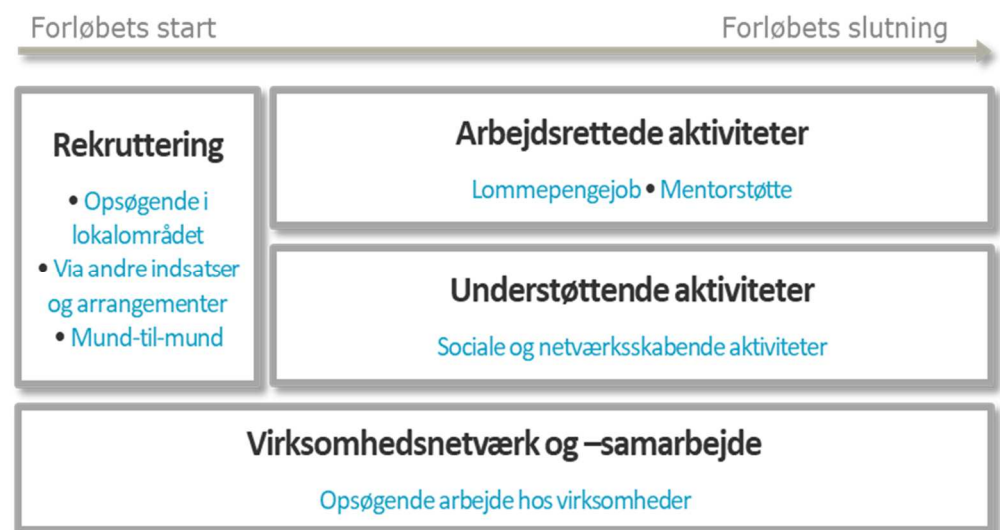 Forløbets start
Forløbets slutning
Rekruttering
• Opsøgende i
lokalområdet
• Via andre indsatser
og arrangementer
• Mund-til-mund
Arbejdsrettede aktiviteter
Lommepengejob • Mentorstøtte
Understøttende aktiviteter
Sociale og netværksskabende aktiviteter
Virksomhedsnetværk og –samarbejde
Opsøgende arbejde hos virksomheder